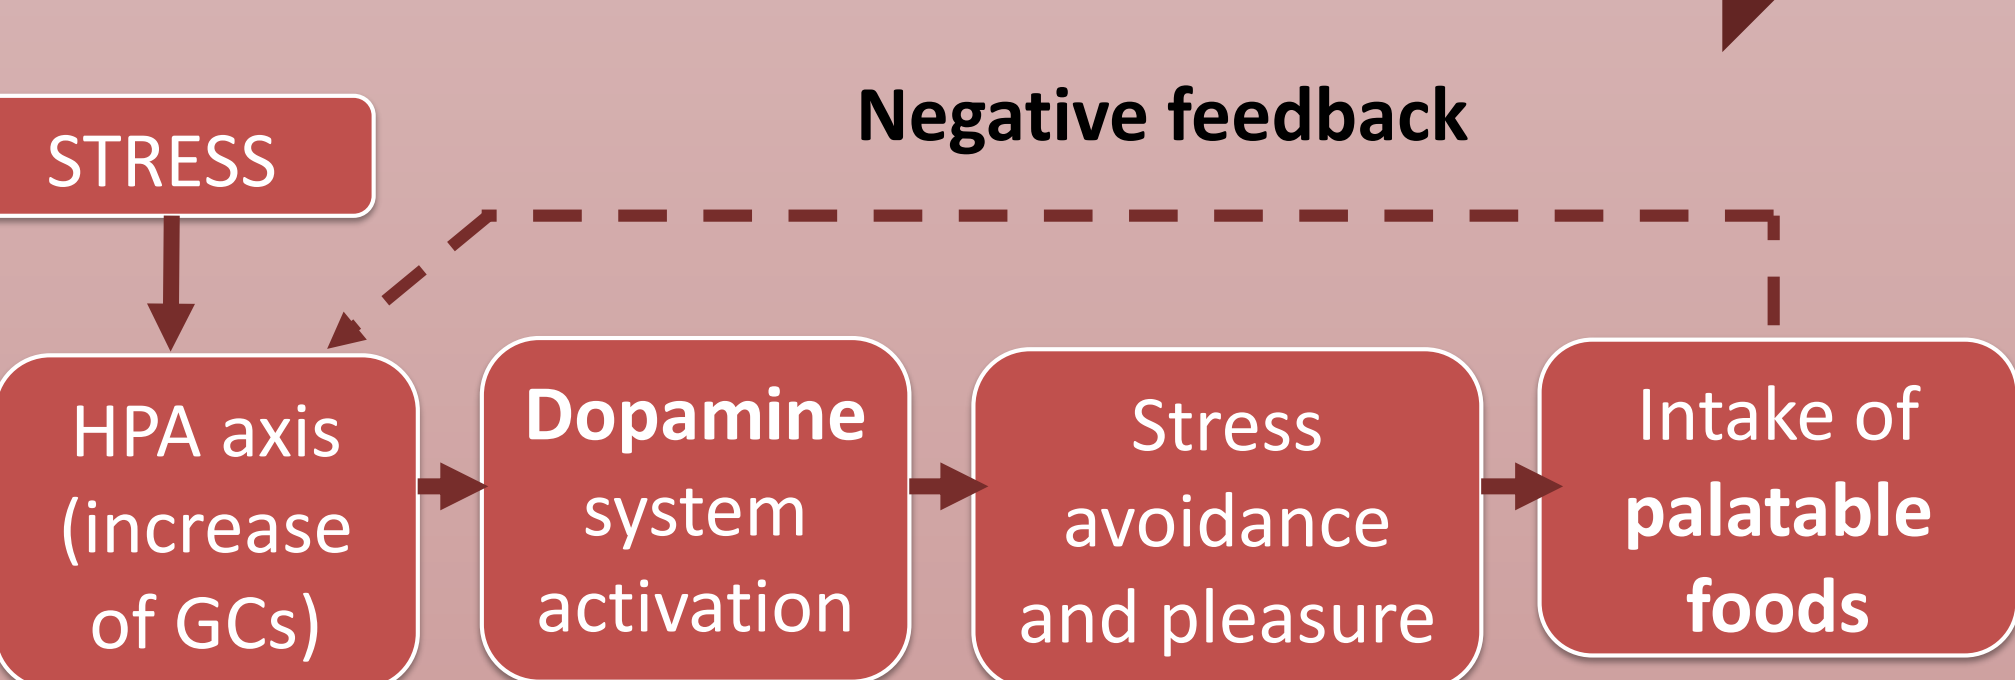 Negative feedback
STRESS
HPA axis
(increase
of GCs)
Dopamine
system
activation
Stress
avoidance
and pleasure
Intake of
palatable
foods